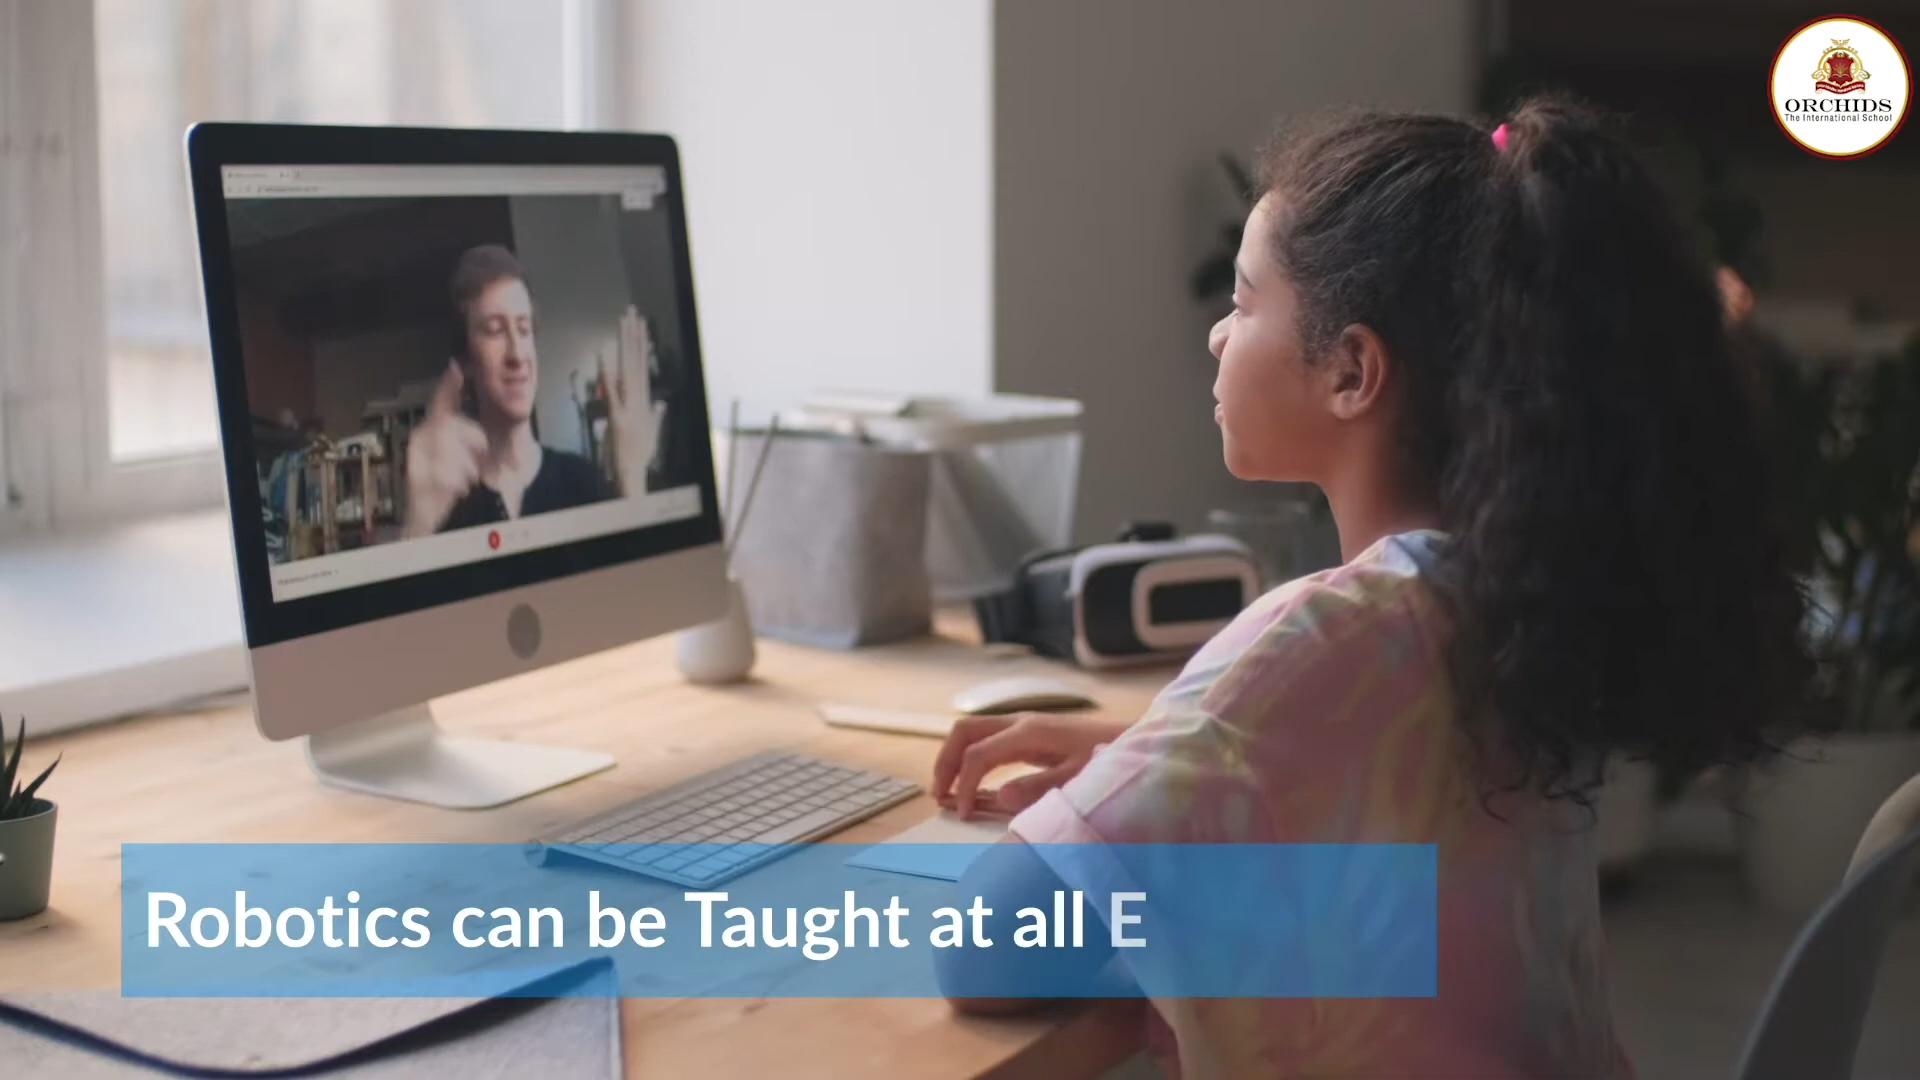 ORCHIDS
The International School
Robotics can be Taught at all E